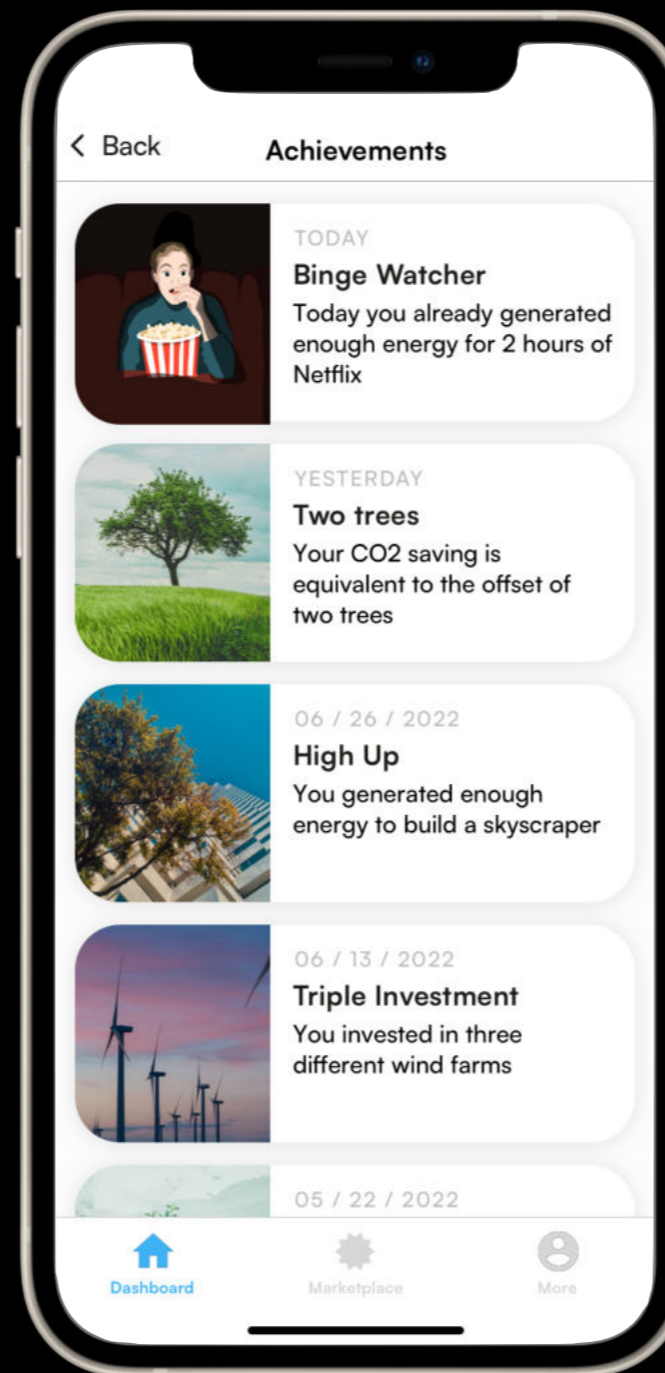 Back
Achievements
TODAY
Binge Watcher
Today you already generated
enough energy for 2 hours of
Netflix
YESTERDAY
Two trees
Your CO2 saving is
equivalent to the offset of
two trees
06 / 26 / 2022
High Up
You generated enough
energy to build a skyscraper
06 / 13 / 2022
Triple Investment
You invested in three
different wind farms
05 / 22 / 2022
Dashboard
Marketplace
More